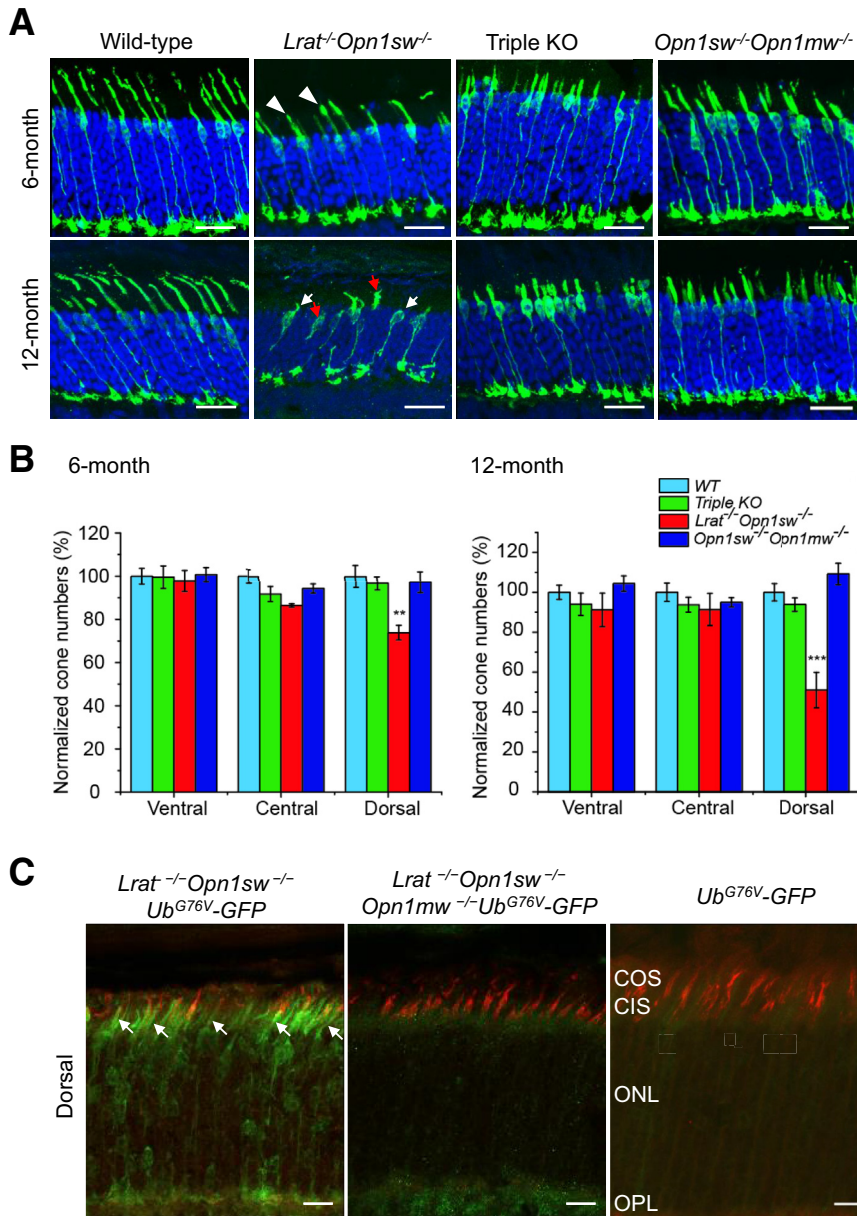 A
Wild-type
Lrat-/-Opn1sw-/-
Triple KO
Opn1sw-/-Opn1mw-/-
6-month
12-month
B
6-month
12-month
WT
Triple KO
Lrat-/-Opn1sw-/-
Opn1sw-/-Opn1mw-/-
Normalized cone numbers (%)
120
100
80
60
40
20
0
**
Ventral
Central
Dorsal
Normalized cone numbers (%)
120
100
80
60
40
20
0
***
Ventral
Central
Dorsal
C
Lrat -/-Opn1sw -/-
UbG76V-GFP
Lrat -/-Opn1sw -/-
Opn1mw -/-UbG76V-GFP
UbG76V-GFP
Dorsal
COS
CIS
ONL
OPL